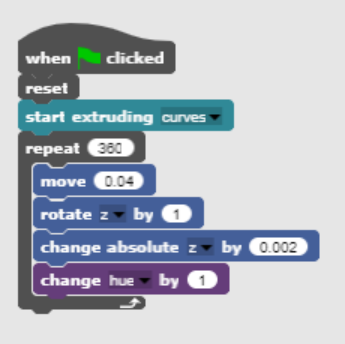 when clicked
reset
start extruding curves
repeat 360
move 0.04
rotate z by 1
change absolute z by 0.002
change hue by 1